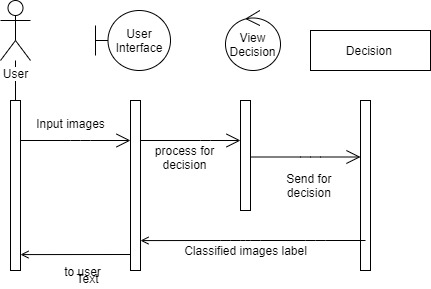 User
User
Interface
View
Decision
Decision
Input images
process for
decision
Send for
decision
Classified images label
to user
Text